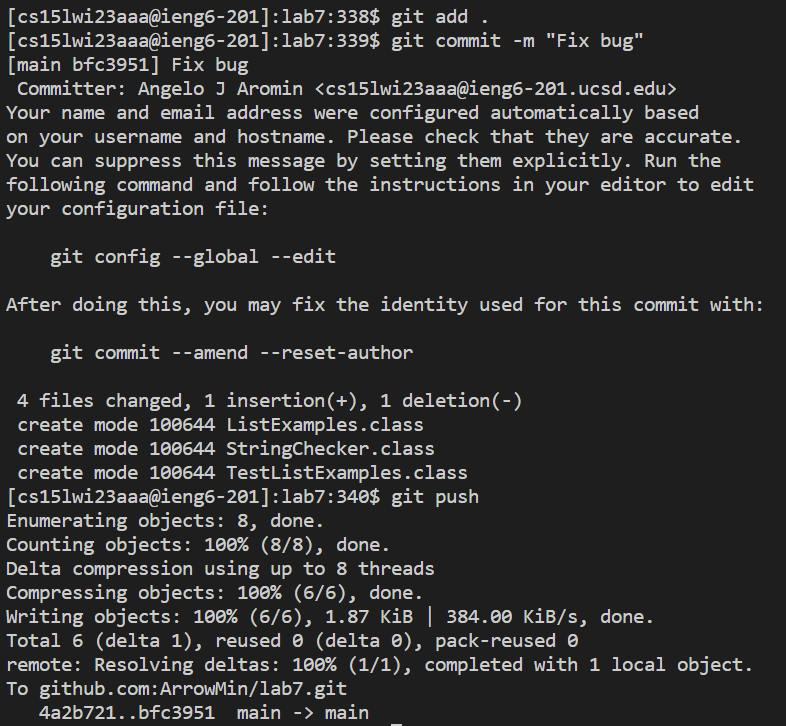 [cs15lwi23aaa@ieng6-201]:lab7:338$ git add .
[cs15lwi23aaa@ieng6-201]:lab7:339$ git commit -m "Fix bug"
[main bfc3951] Fix bug
 Committer: Angelo J Aromin <cs15lwi23aaa@ieng6-201.ucsd.edu>
Your name and email address were configured automatically based
on your username and hostname. Please check that they are accurate.
You can suppress this message by setting them explicitly. Run the
following command and follow the instructions in your editor to edit
your configuration file:

    git config --global --edit

After doing this, you may fix the identity used for this commit with:

    git commit --amend --reset-author

 4 files changed, 1 insertion(+), 1 deletion(-)
 create mode 100644 ListExamples.class
 create mode 100644 StringChecker.class
 create mode 100644 TestListExamples.class
[cs15lwi23aaa@ieng6-201]:lab7:340$ git push
Enumerating objects: 8, done.
Counting objects: 100% (8/8), done.
Delta compression using up to 8 threads
Compressing objects: 100% (6/6), done.
Writing objects: 100% (6/6), 1.87 KiB | 384.00 KiB/s, done.
Total 6 (delta 1), reused 0 (delta 0), pack-reused 0
remote: Resolving deltas: 100% (1/1), completed with 1 local object.
To github.com:ArrowMin/lab7.git
   4a2b721..bfc3951  main -> main